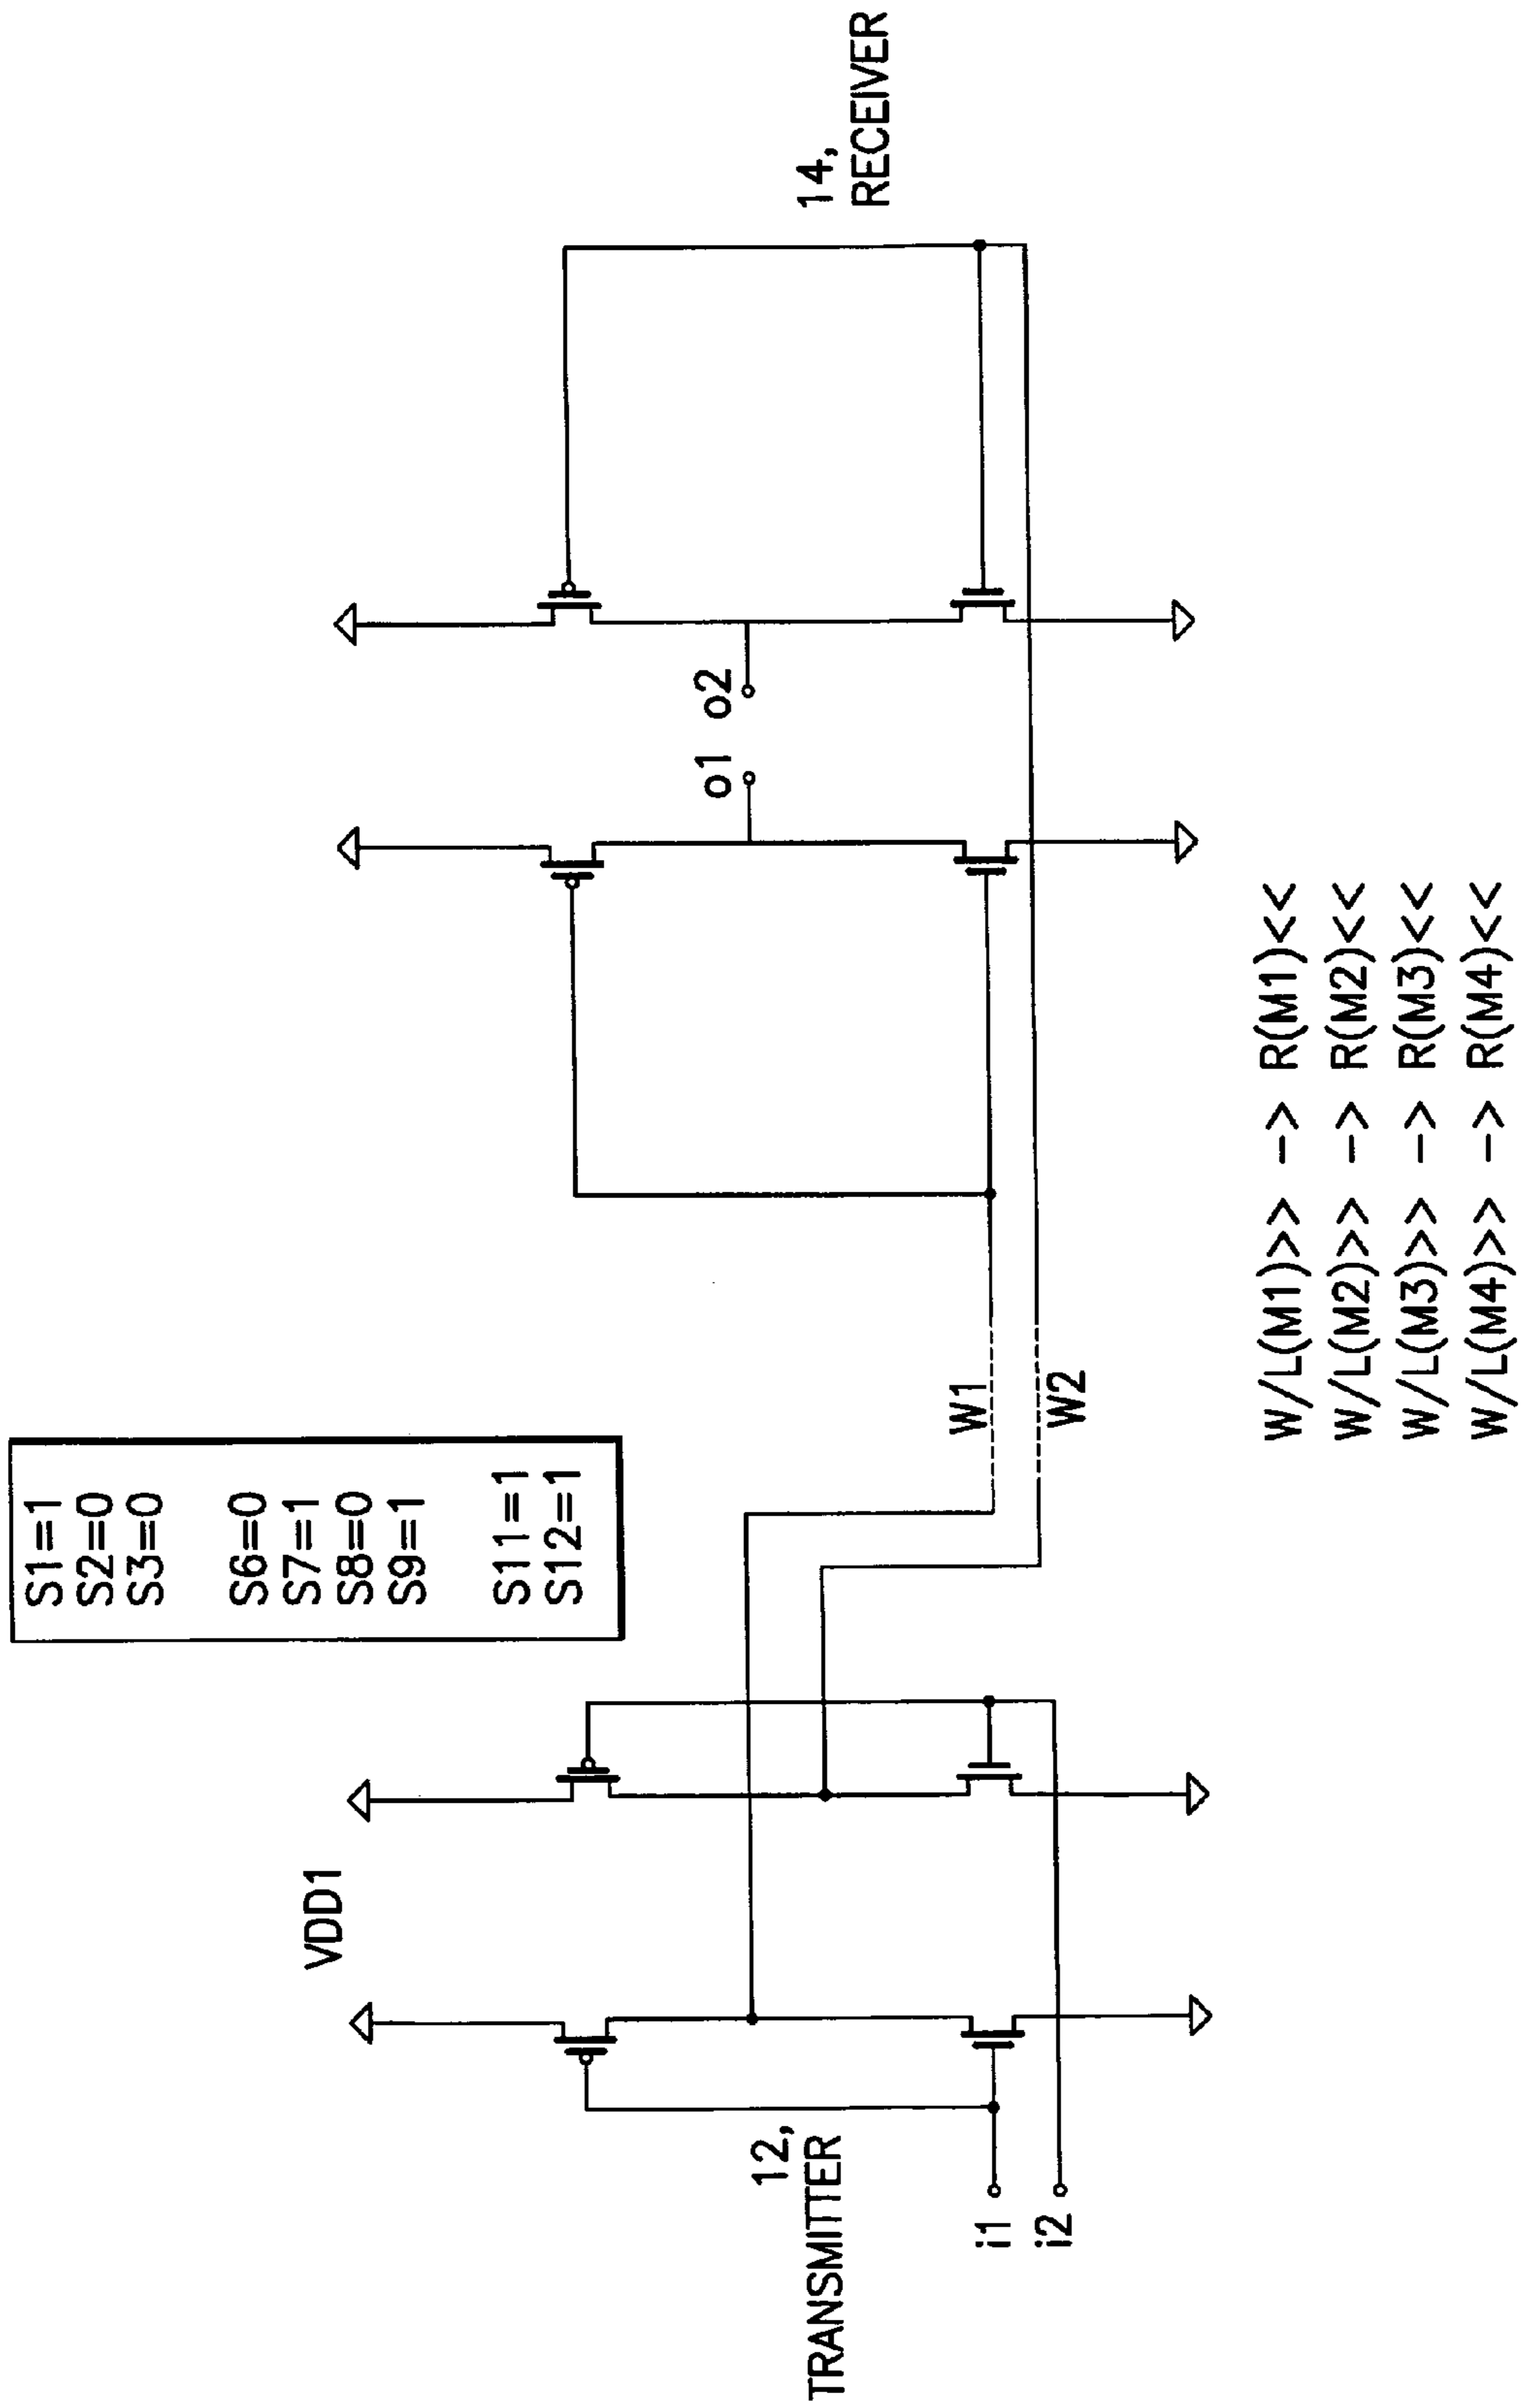 S1=1
S2=0
S3=0
S6=0
S7=1
S8=0
S9=1
S11=1
S12=1
VDD1
12,
TRANSMITTER
i1
i2
W1
W2
o1
o2
14,
RECEIVER
W/L(M1)>> -> R(M1)<<
W/L(M2)>> -> R(M2)<<
W/L(M3)>> -> R(M3)<<
W/L(M4)>> -> R(M4)<<